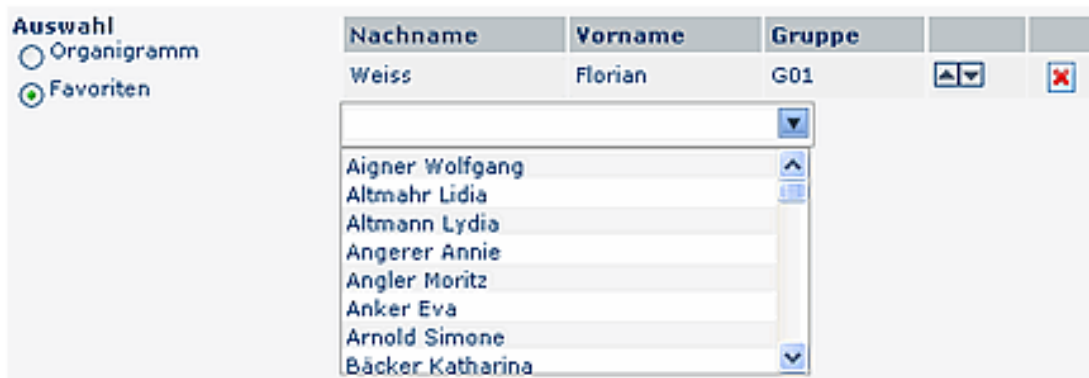 Auswahl
Organigramm
Favoriten
Nachname Vorname Gruppe
Weiss Florian G01
Aigner Wolfgang
Altmahr Lidia
Altmann Lydia
Angerer Annie
Angler Moritz
Anker Eva
Arnold Simone
Bäcker Katharina